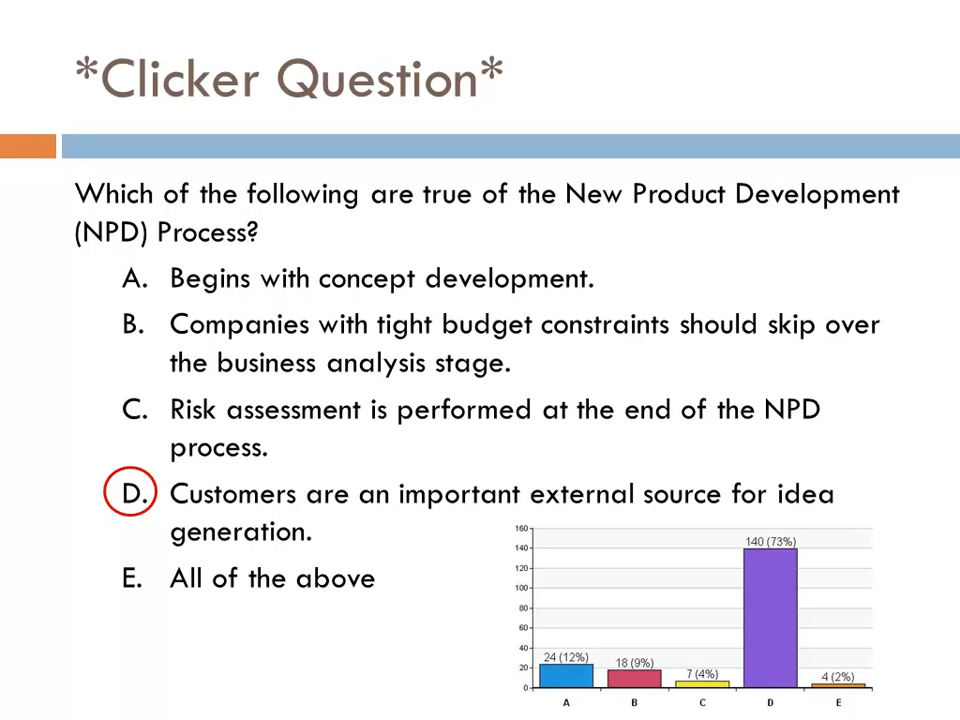 *Clicker Question*
Which of the following are true of the New Product Development
(NPD) Process?
A. Begins with concept development.
B. Companies with tight budget constraints should skip over
the business analysis stage.
C. Risk assessment is performed at the end of the NPD
process.
D. Customers are an important external source for idea
generation.
E. All of the above
160
140
120
100
80
60
40
20
0
24 (12%)
18 (9%)
7 (4%)
140 (73%)
4 (2%)
A B C D E